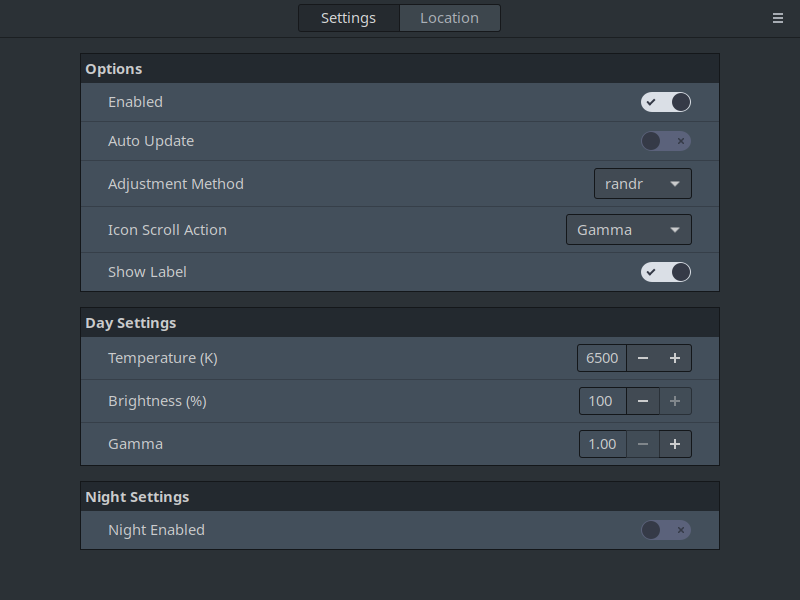 Settings
Location
Options
Enabled
Auto Update
Adjustment Method
randr
Icon Scroll Action
Gamma
Show Label
Day Settings
Temperature (K)
6500
Brightness (%)
100
Gamma
1.00
Night Settings
Night Enabled